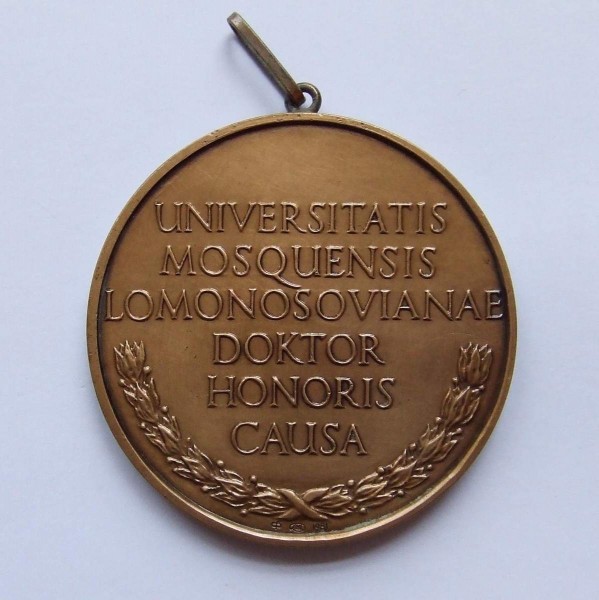 UNIVERSITATIS
MOSQUENSIS
LOMONOSOVIANAE
DOKTOR
HONORIS
CAUSA